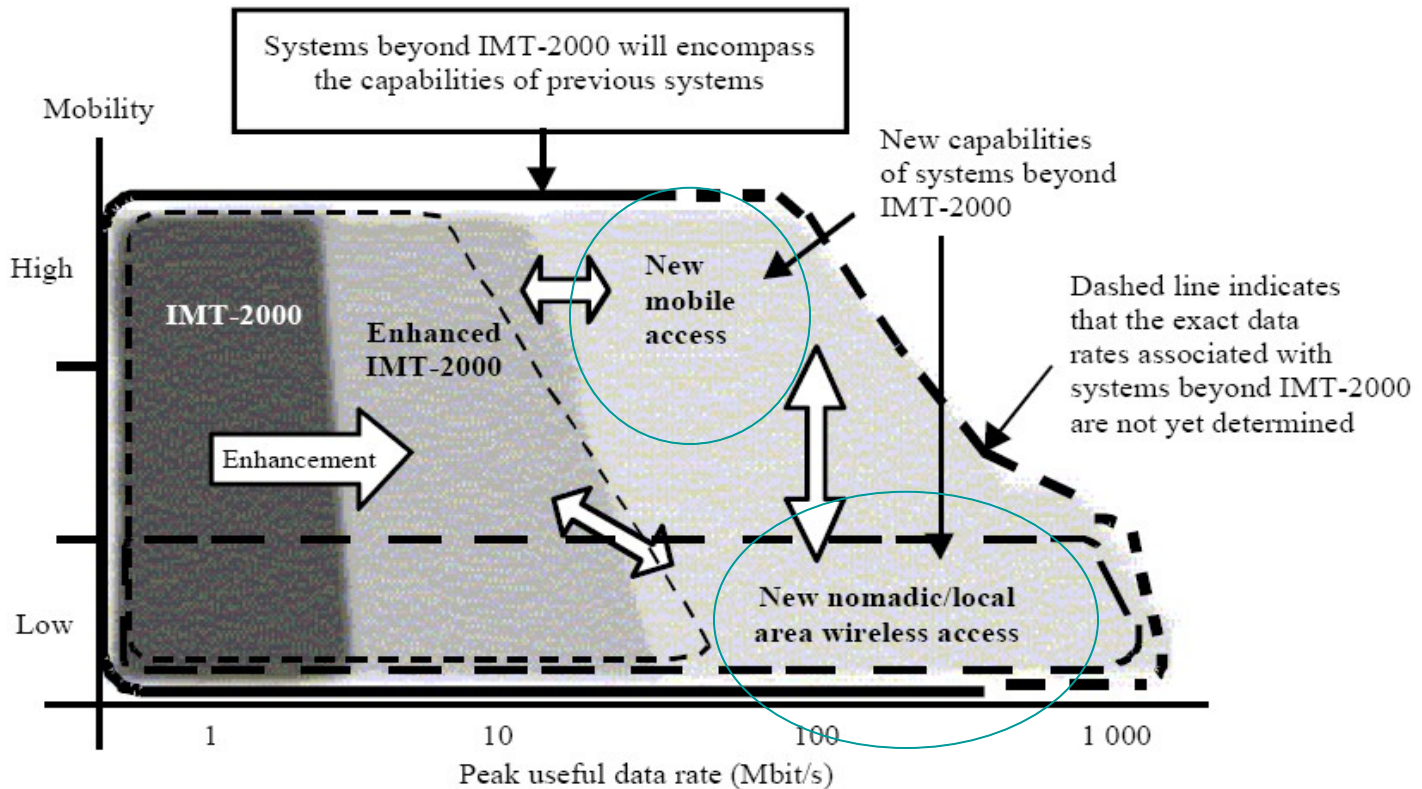 Systems beyond IMT-2000 will encompass
the capabilities of previous systems
Mobility
New capabilities
of systems beyond
IMT-2000
High
New
mobile
access
Dashed line indicates
that the exact data
rates associated with
systems beyond IMT-2000
are not yet determined
IMT-2000
Enhanced
IMT-2000
Enhancement
Low
New nomadic/local
area wireless access
1 10 100 1 000
Peak useful data rate (Mbit/s)